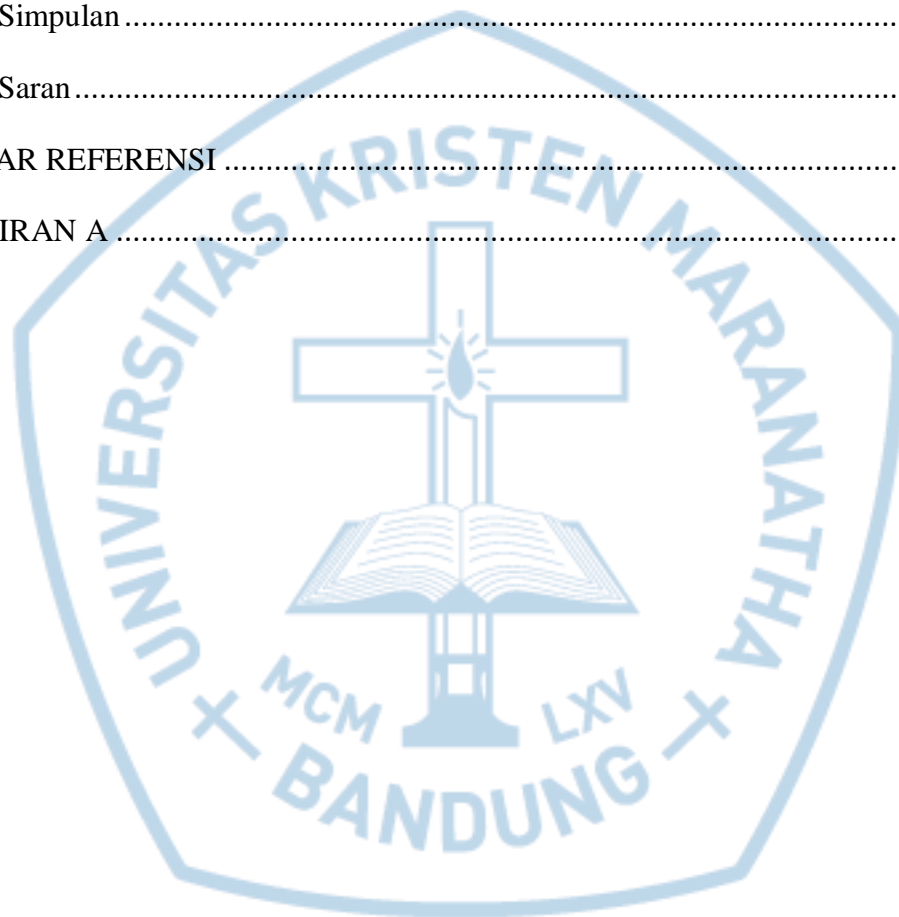 Simpulan ........................................................................................................
Saran ........................................................................................................
AR REFERENSI ........................................................................................................
IRAN A ........................................................................................................
UNIVERSITAS KRISTEN MARANATHA
MCM LXV
BANDUNG